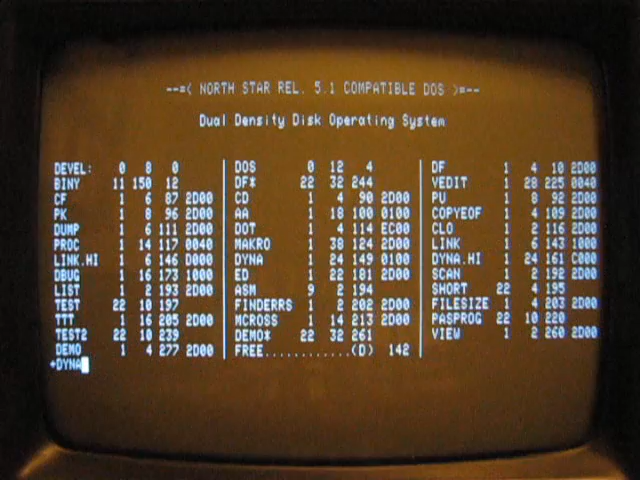 --=( NORTH STAR REL. 5.1 COMPATIBLE DOS )=--
Dual Density Disk Operating System
DEVEL: 0 8 0 | DOS 0 12 4 | DF 1 4 10 2D00
BINY 11 150 12 | DF* 22 32 244 | VEDIT 1 28 225 0040
CF 1 6 87 2D00 | CD 1 4 90 2D00 | PU 1 8 92 2D00
PK 1 8 96 2D00 | AA 1 18 100 0100 | COPYEOF 1 4 109 2D00
DUMP 1 6 111 2D00 | DOT 1 4 114 EC00 | CLO 1 2 116 2D00
PROC 1 14 117 0040 | MAKRO 1 38 124 2D00 | LINK 1 6 143 1000
LINK.HI 1 6 146 D000 | DYNA 1 24 149 0100 | DYNA.HI 1 24 161 C000
DBUG 1 16 173 1000 | ED 1 22 181 2D00 | SCAN 1 2 192 2D00
LIST 1 2 193 2D00 | ASM 9 2 194 | SHORT 22 4 195
TEST 22 10 197 | FINDERRS 1 2 202 2D00 | FILESIZE 1 4 203 2D00
TTT 1 16 205 2D00 | MCROSS 1 14 213 2D00 | PASPROG 22 10 220
TEST2 22 10 239 | DEMO* 22 32 261 | VIEW 1 2 260 2D00
DEMO 1 4 277 2D00 | FREE............(D) 142
+DYNA